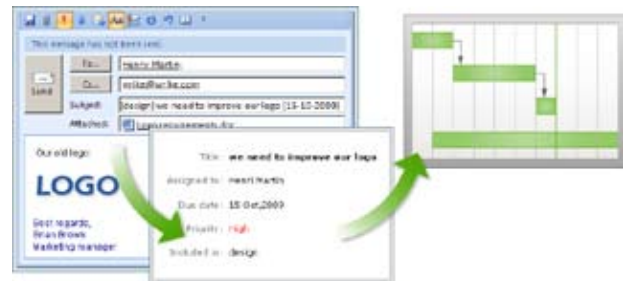 This message has not been sent.
To...
Henry Martin
Send
Cc...
Subject:
[design] we need to improve our logo [15-10-2009]
Attached:
Our old logo:
LOGO
Best regards,
Brian Brown
Marketing manager
Title: we need to improve our logo
Assigned to: Henri Martin
Due date: 15 Oct,2009
Priority: High
Included in: design